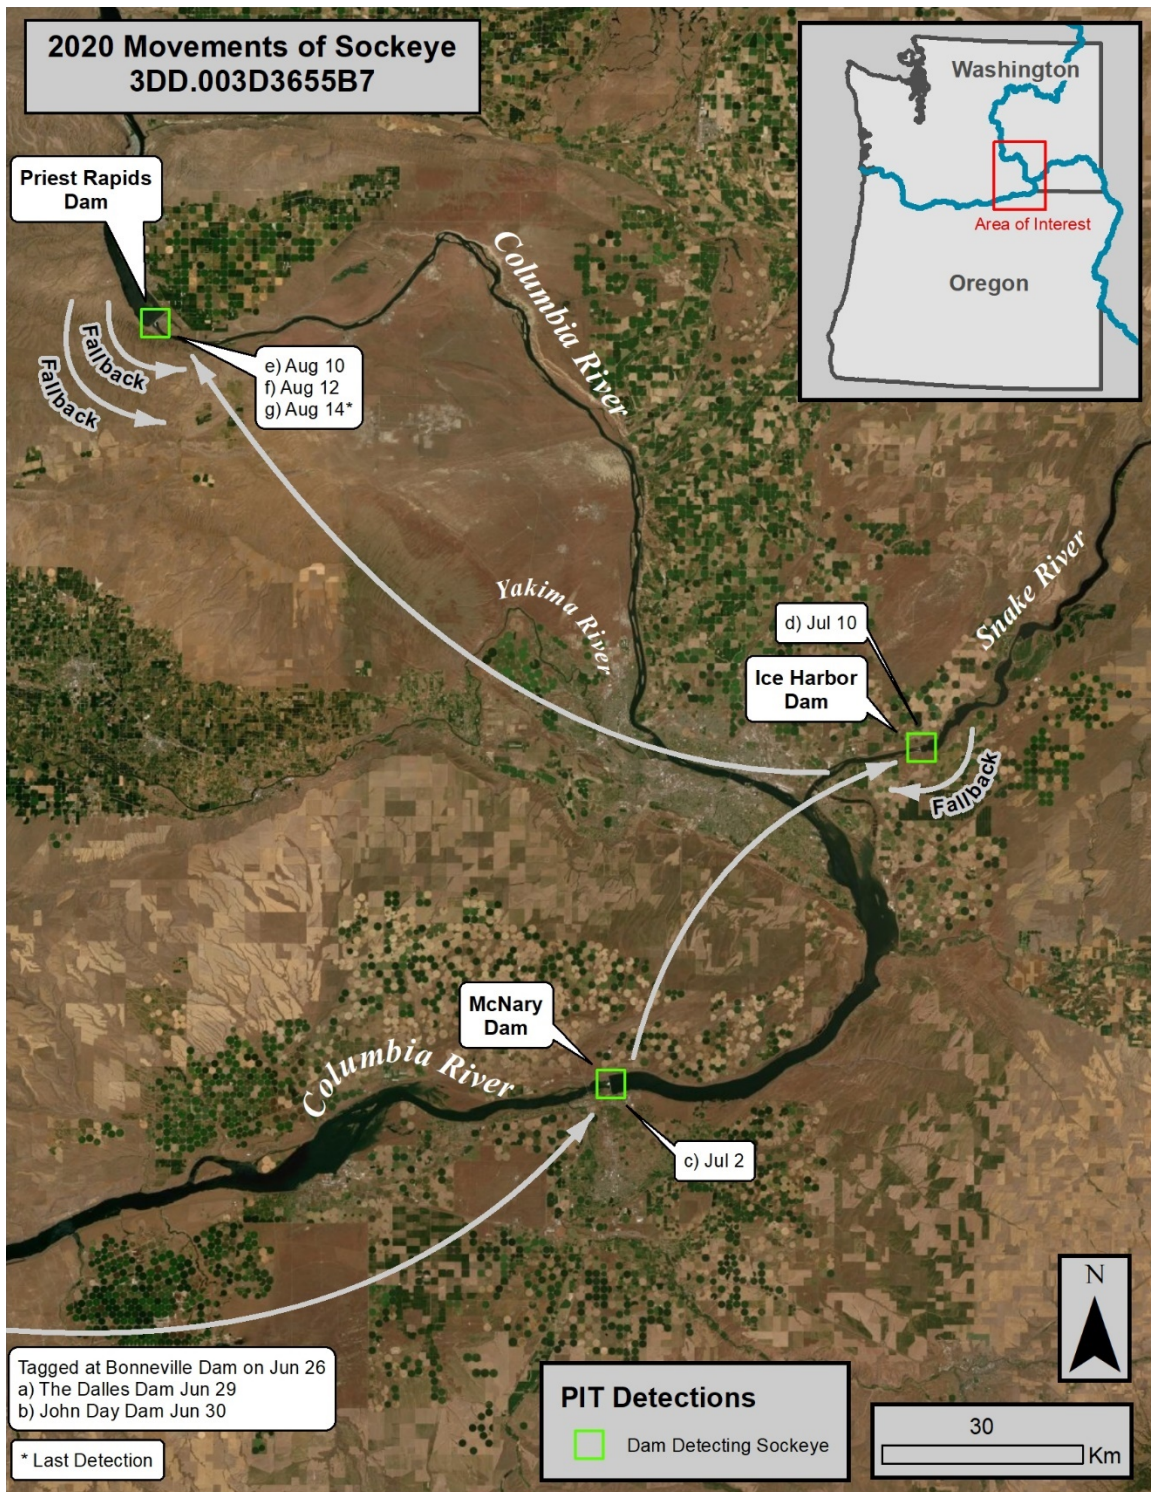 2020 Movements of Sockeye
3DD.003D3655B7
Washington
Area of Interest
Oregon
Priest Rapids
Dam
Columbia River
Fallback
Fallback
e) Aug 10
f) Aug 12
g) Aug 14*
Yakima River
Snake River
d) Jul 10
Ice Harbor
Dam
Fallback
McNary
Dam
Columbia River
c) Jul 2
N
Tagged at Bonneville Dam on Jun 26
a) The Dalles Dam Jun 29
b) John Day Dam Jun 30
* Last Detection
PIT Detections
Dam Detecting Sockeye
30
Km